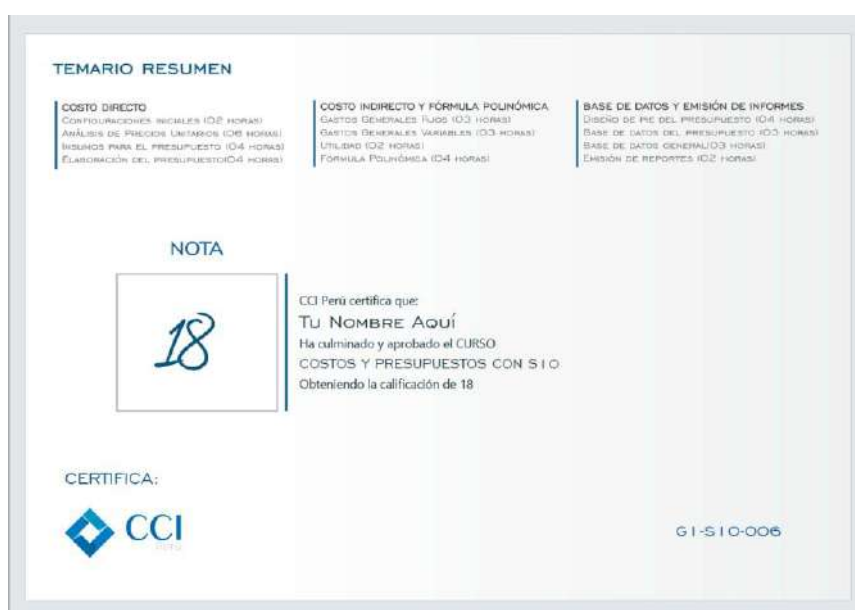 TEMARIO RESUMEN
COSTO DIRECTO
CONFIGURACIONES INICIALES (02 HORAS)
ANÁLISIS DE PRECIOS UNITARIOS (06 HORAS)
INSUMOS PARA EL PRESUPUESTO (04 HORAS)
ELABORACIÓN DEL PRESUPUESTO(04 HORAS)
COSTO INDIRECTO Y FÓRMULA POLINÓMICA
GASTOS GENERALES FIJOS (03 HORAS)
GASTOS GENERALES VARIABLES (03 HORAS)
UTILIDAD (02 HORAS)
FÓRMULA POLINÓMICA (04 HORAS)
BASE DE DATOS Y EMISIÓN DE INFORMES
DISEÑO DE PIE DEL PRESUPUESTO (04 HORAS)
BASE DE DATOS DEL PRESUPUESTO (03 HORAS)
BASE DE DATOS GENERAL(03 HORAS)
EMISIÓN DE REPORTES (02 HORAS)
NOTA
18
CCI Perú certifica que:
TU NOMBRE AQUÍ
Ha culminado y aprobado el CURSO
COSTOS Y PRESUPUESTOS CON S10
Obteniendo la calificación de 18
CERTIFICA:
CCI
PERÚ
G1-S10-006